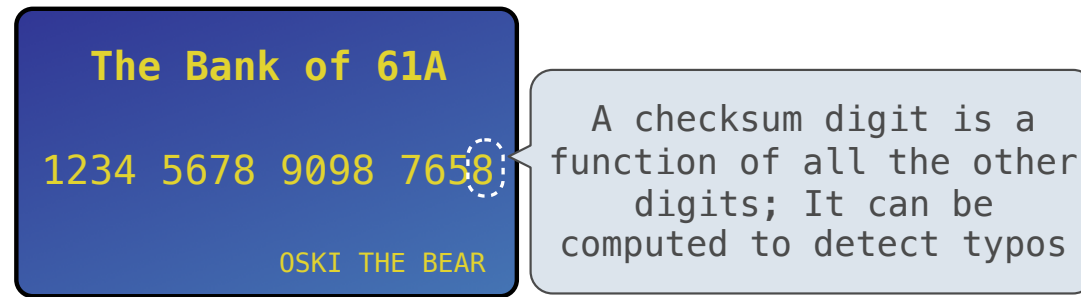 The Bank of 61A
1234 5678 9098 7658
OSKI THE BEAR
A checksum digit is a
function of all the other
digits; It can be
computed to detect typos